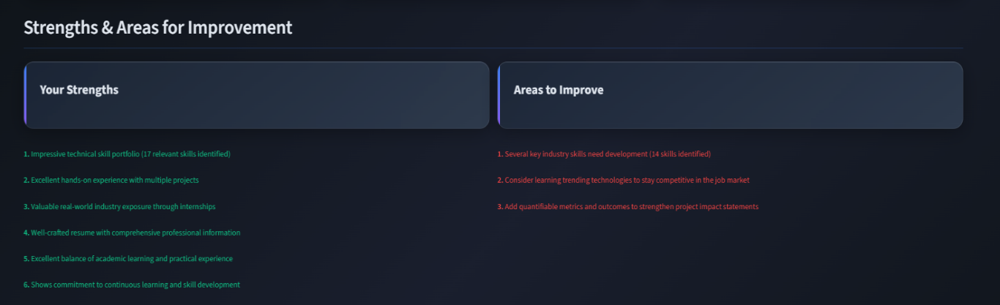 Strengths & Areas for Improvement
Your Strengths
1. Impressive technical skill portfolio (17 relevant skills identified)
2. Excellent hands-on experience with multiple projects
3. Valuable real-world industry exposure through internships
4. Well-crafted resume with comprehensive professional information
5. Excellent balance of academic learning and practical experience
6. Shows commitment to continuous learning and skill development
Areas to Improve
1. Several key industry skills need development (14 skills identified)
2. Consider learning trending technologies to stay competitive in the job market
3. Add quantifiable metrics and outcomes to strengthen project impact statements